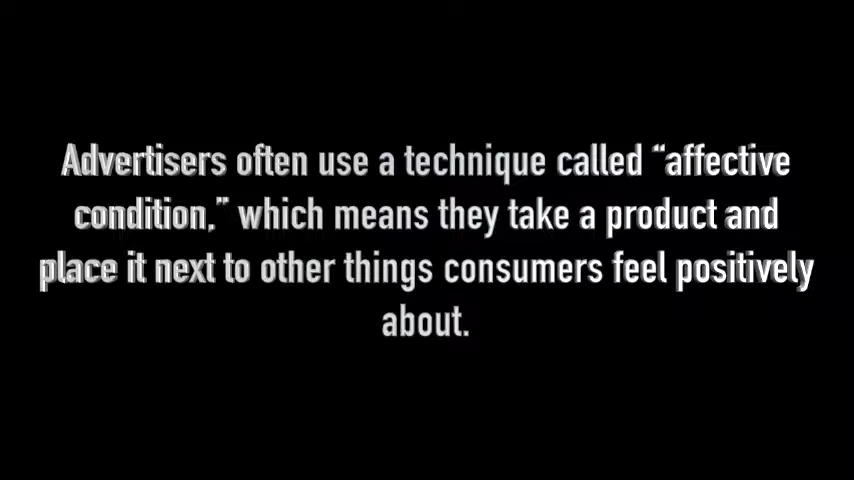 Advertisers often use a technique called “affective
condition,” which means they take a product and
place it next to other things consumers feel positively
about.